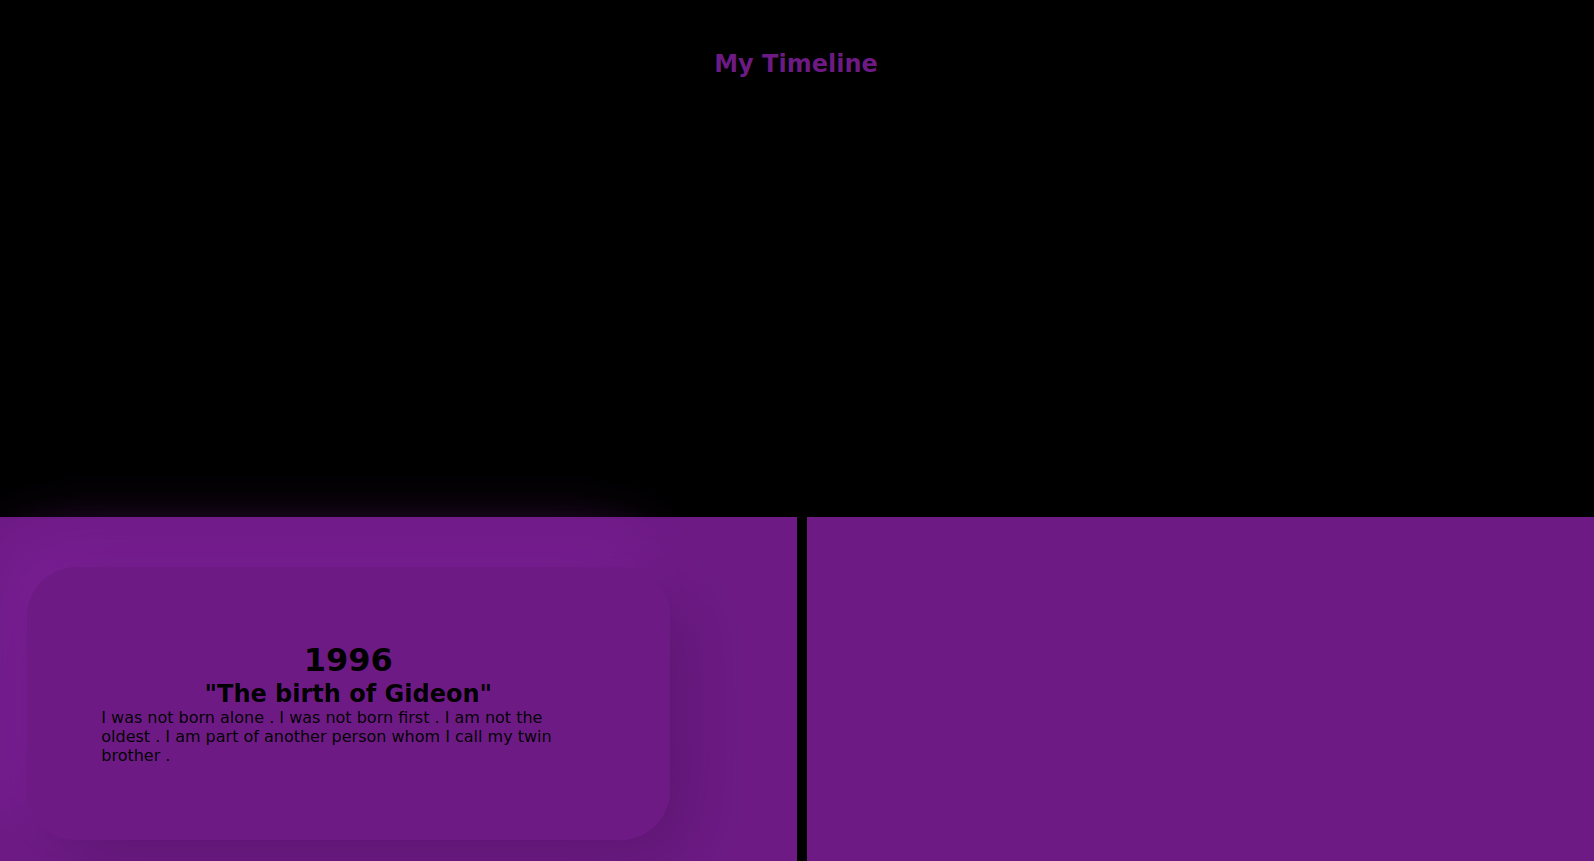 My Timeline
1996
"The birth of Gideon"
I was not born alone . I was not born first . I am not the
oldest . I am part of another person whom I call my twin
brother .